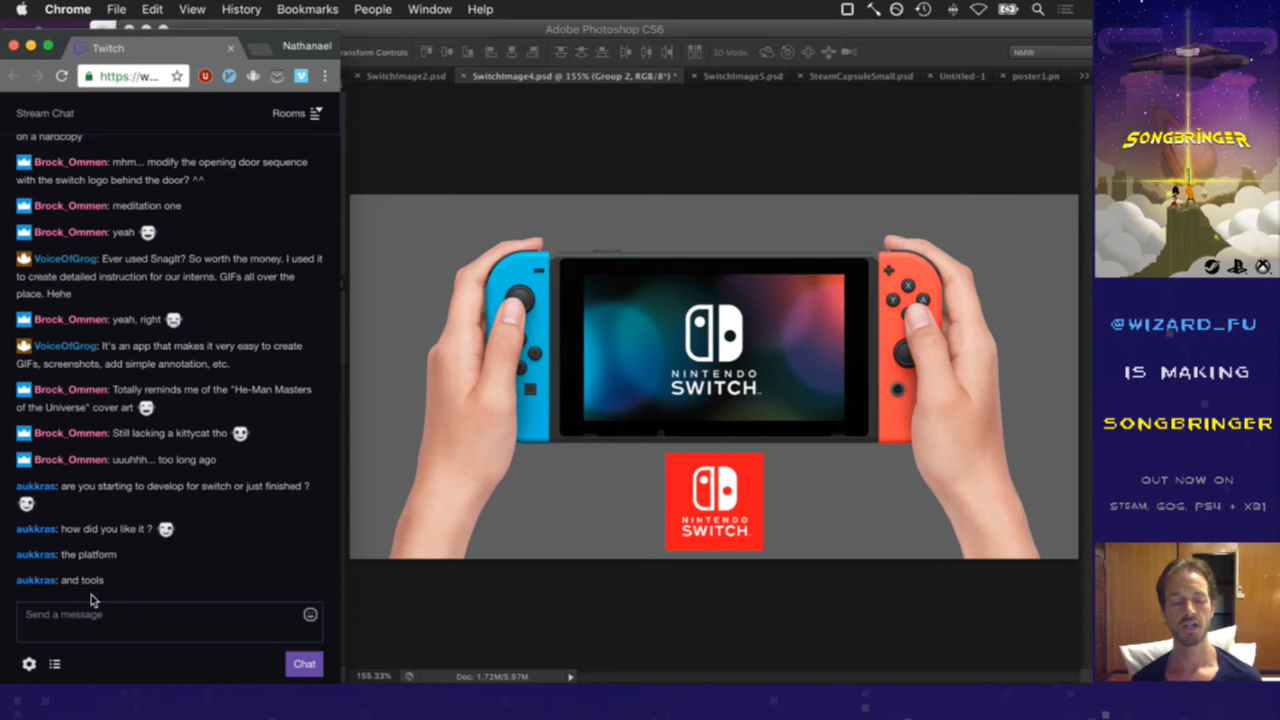 Chrome File Edit View History Bookmarks People Window Help
Adobe Photoshop CS6
Twitch
Nathanael
https://w...
ransform Controls
3D Mode:
NMW
SwitchImage2.psd
SwitchImage4.psd @ 155% (Group 2, RGB/8*) *
SwitchImage5.psd
SteamCapsuleSmall.psd
Untitled-1
poster1.pn
Stream Chat
Rooms
on a hardcopy
Brock_Ommen: mhm... modify the opening door sequence
with the switch logo behind the door? ^^
Brock_Ommen: meditation one
Brock_Ommen: yeah
VoiceOfGrog: Ever used SnagIt? So worth the money. I used it
to create detailed instruction for our interns. GIFs all over the
place. Hehe
Brock_Ommen: yeah, right
VoiceOfGrog: It's an app that makes it very easy to create
GIFs, screenshots, add simple annotation, etc.
Brock_Ommen: Totally reminds me of the "He-Man Masters
of the Universe" cover art
Brock_Ommen: Still lacking a kittycat tho
Brock_Ommen: uuuhhh... too long ago
aukkras: are you starting to develop for switch or just finished ?
aukkras: how did you like it ?
aukkras: the platform
aukkras: and tools
Send a message
Chat
X
Y
A
NINTENDO
SWITCH
TM
NINTENDO
SWITCH
155.33%
Doc: 1.72M/5.97M
SONGBRINGER
@WIZARD_FU
IS MAKING
SONGBRINGER
OUT NOW ON
STEAM, GOG, PS4 + XB1